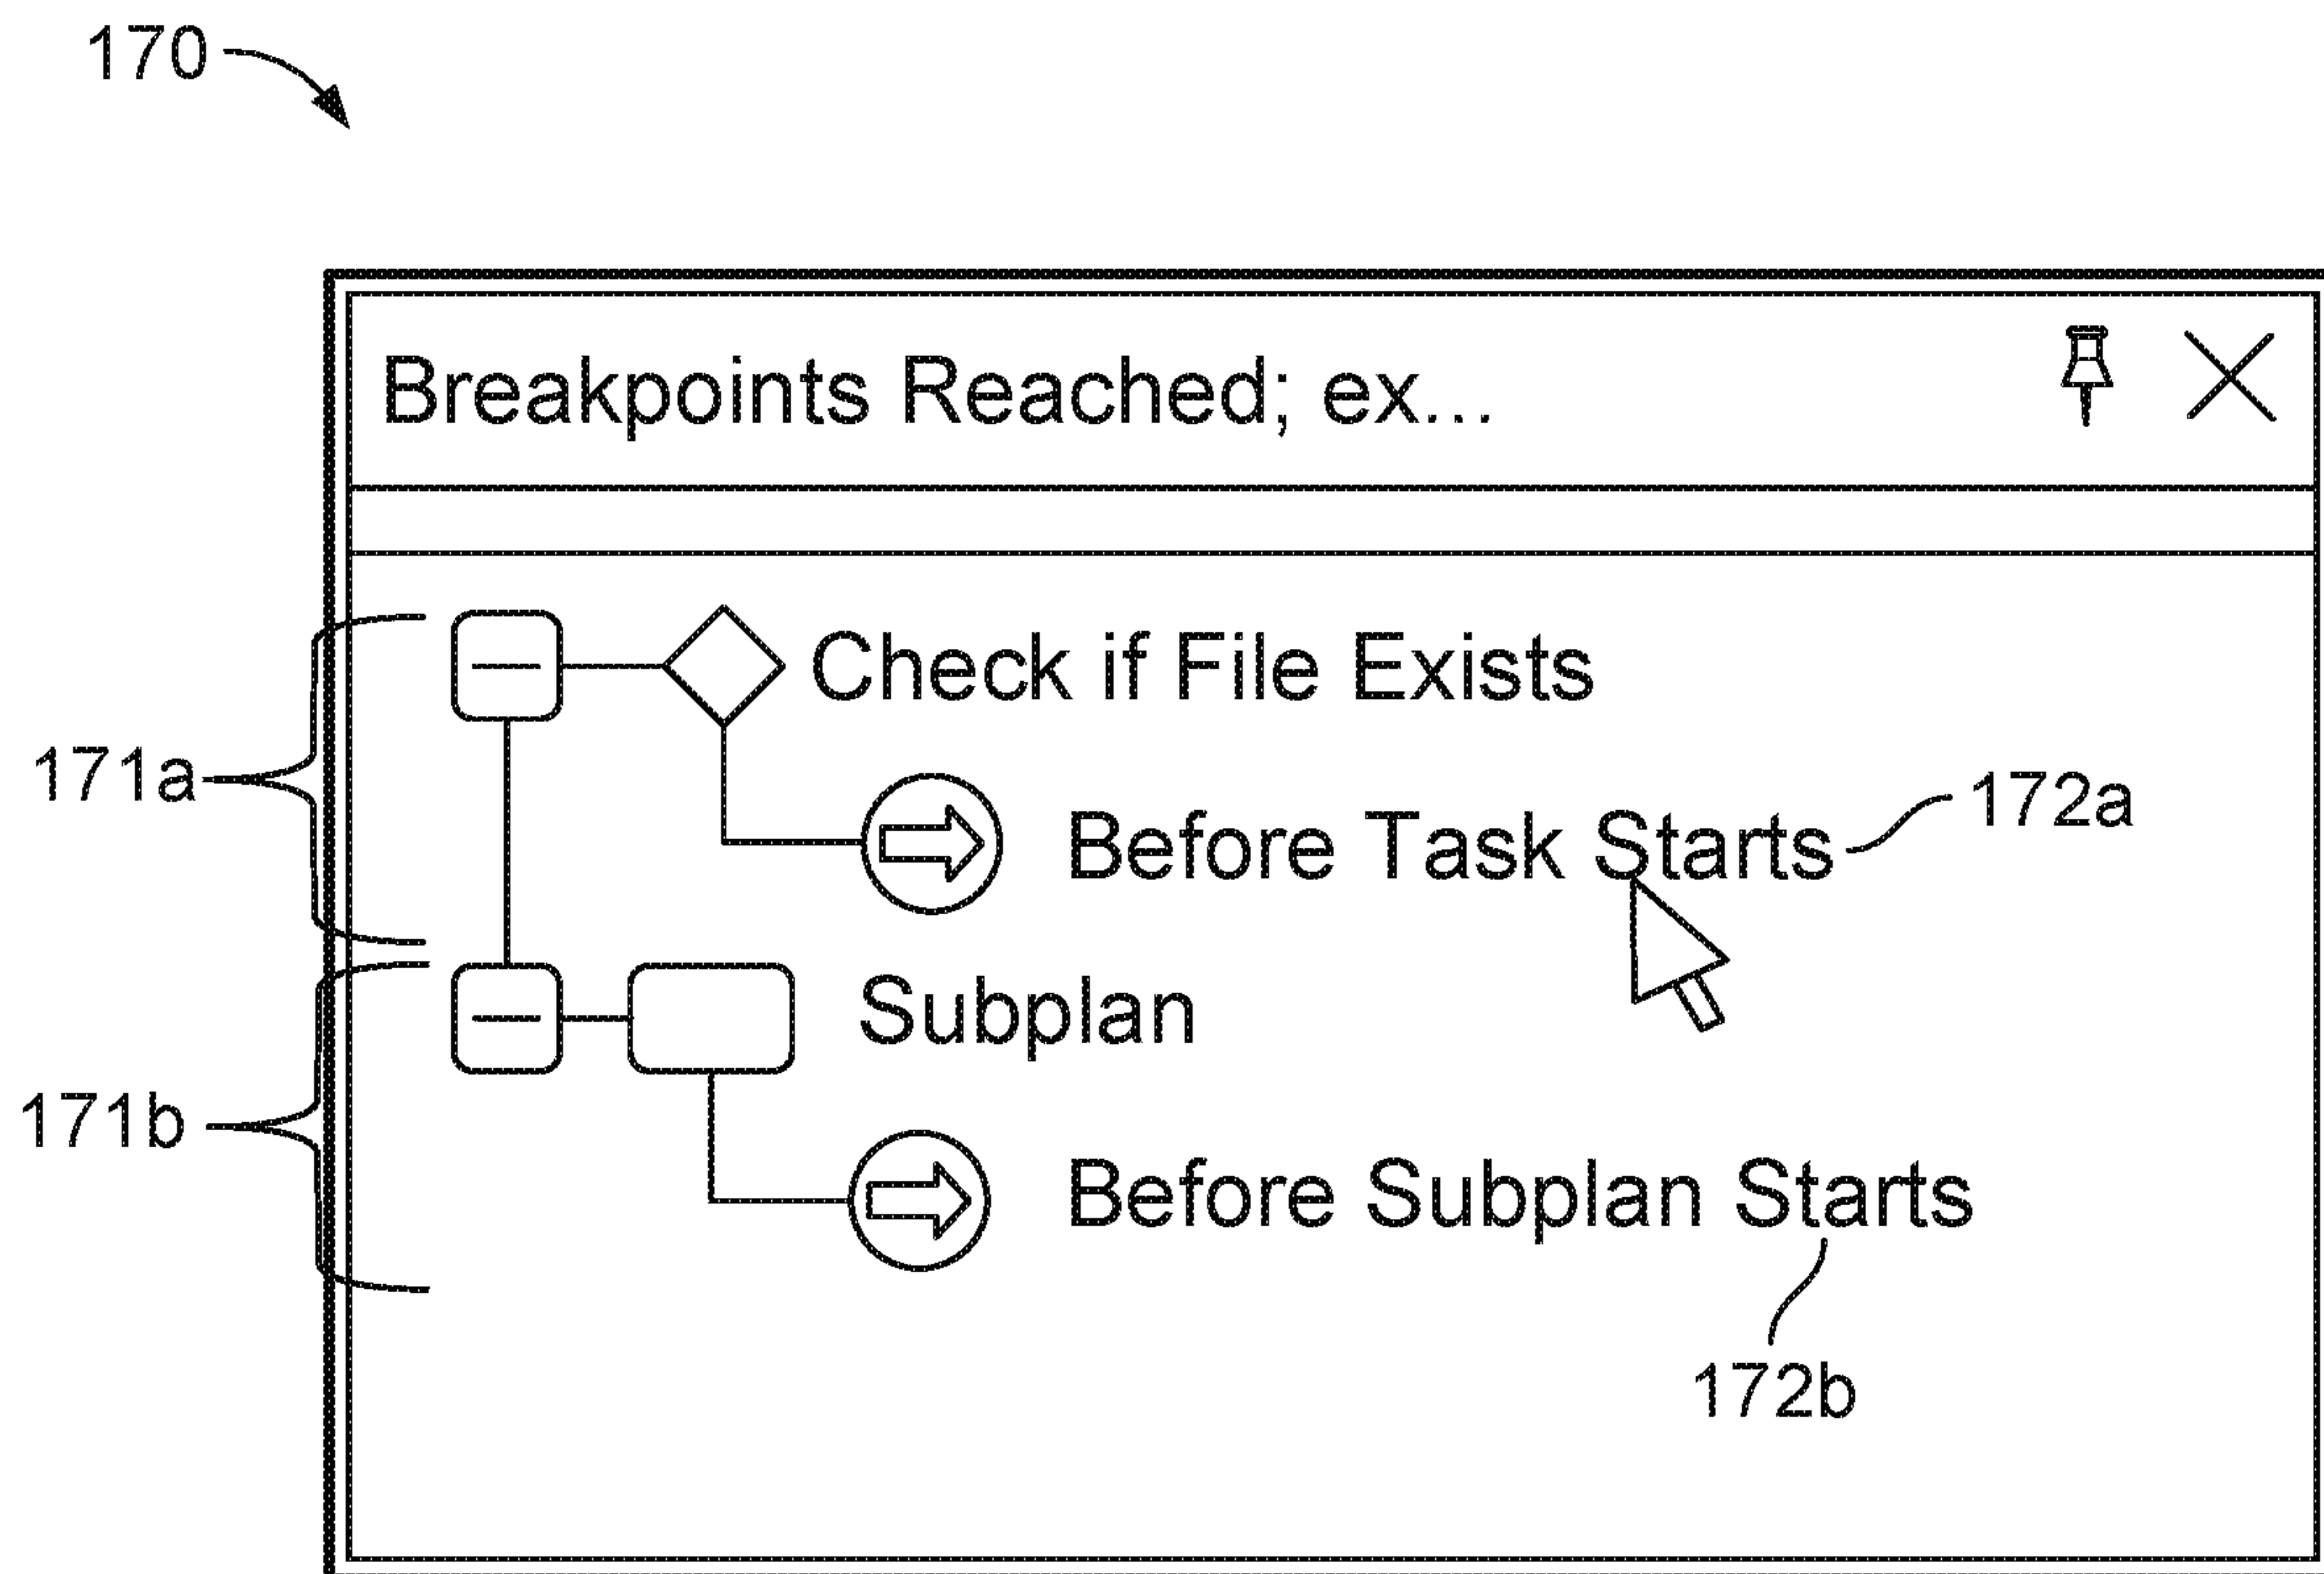 170
Breakpoints Reached; ex...
Check if File Exists
171a
Before Task Starts
172a
Subplan
171b
Before Subplan Starts
172b